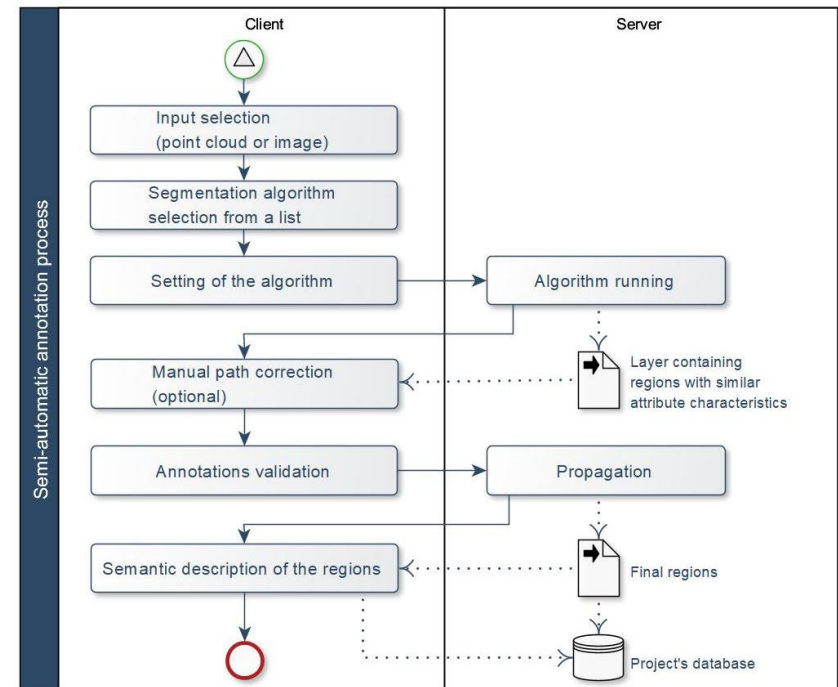 Client
Server
Semi-automatic annotation process
Input selection
(point cloud or image)
Segmentation algorithm
selection from a list
Setting of the algorithm
Algorithm running
Layer containing
regions with similar
attribute characteristics
Manual path correction
(optional)
Annotations validation
Propagation
Semantic description of the regions
Final regions
Project's database